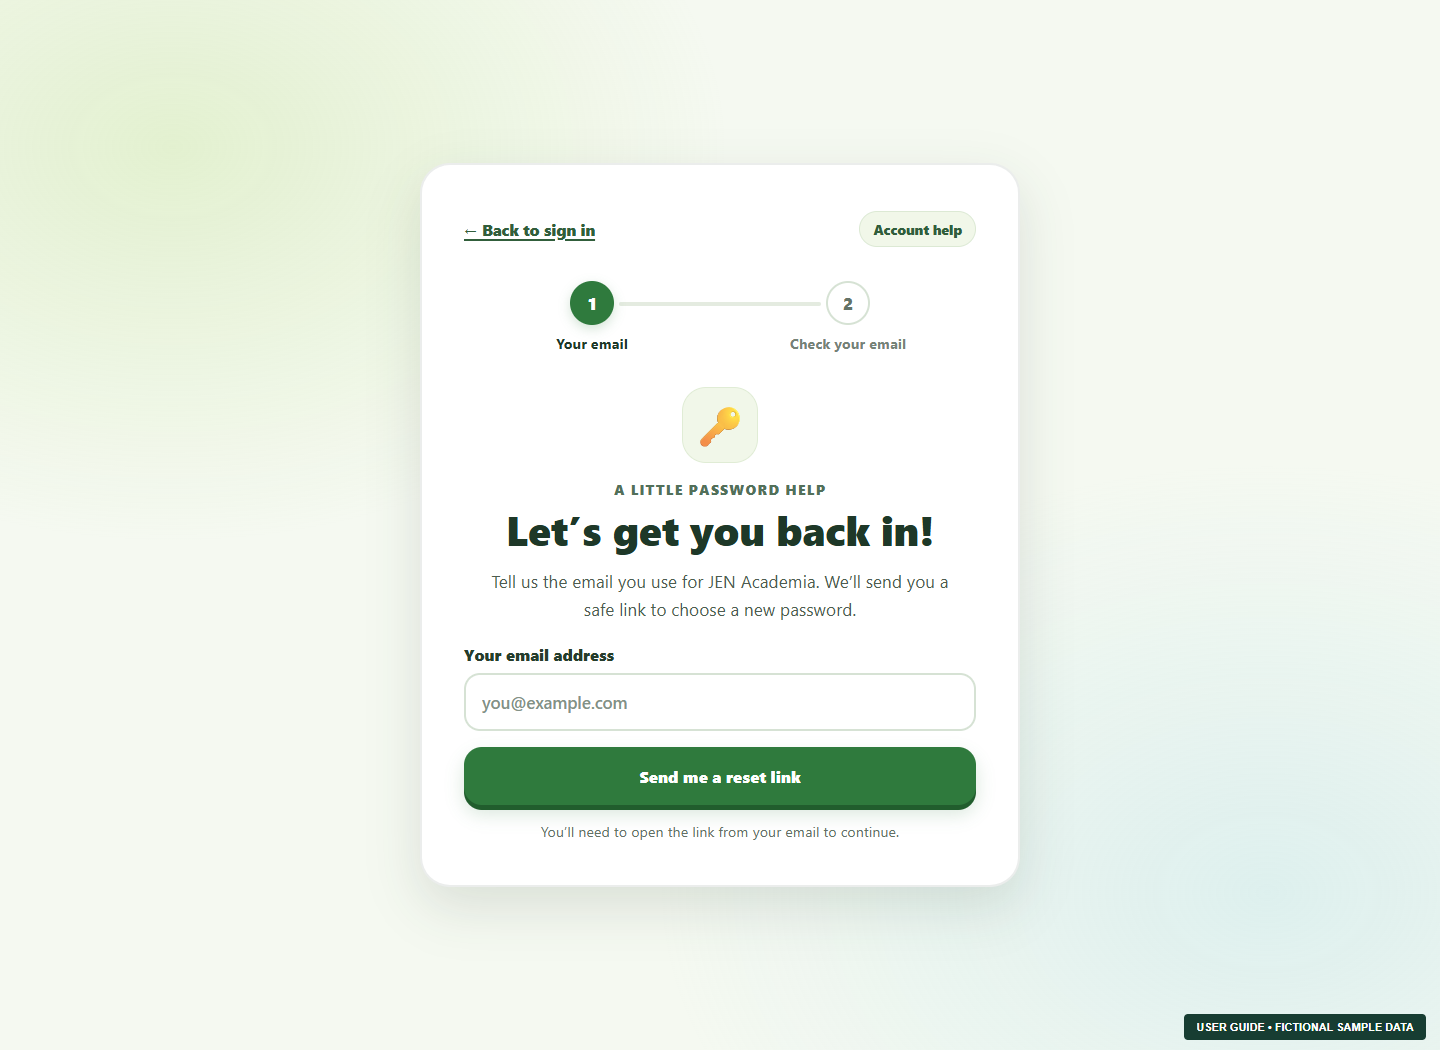 ← Back to sign in
Account help
1
2
Your email
Check your email
A LITTLE PASSWORD HELP
Let’s get you back in!
Tell us the email you use for JEN Academia. We’ll send you a
safe link to choose a new password.
Your email address
you@example.com
Send me a reset link
You’ll need to open the link from your email to continue.
USER GUIDE • FICTIONAL SAMPLE DATA